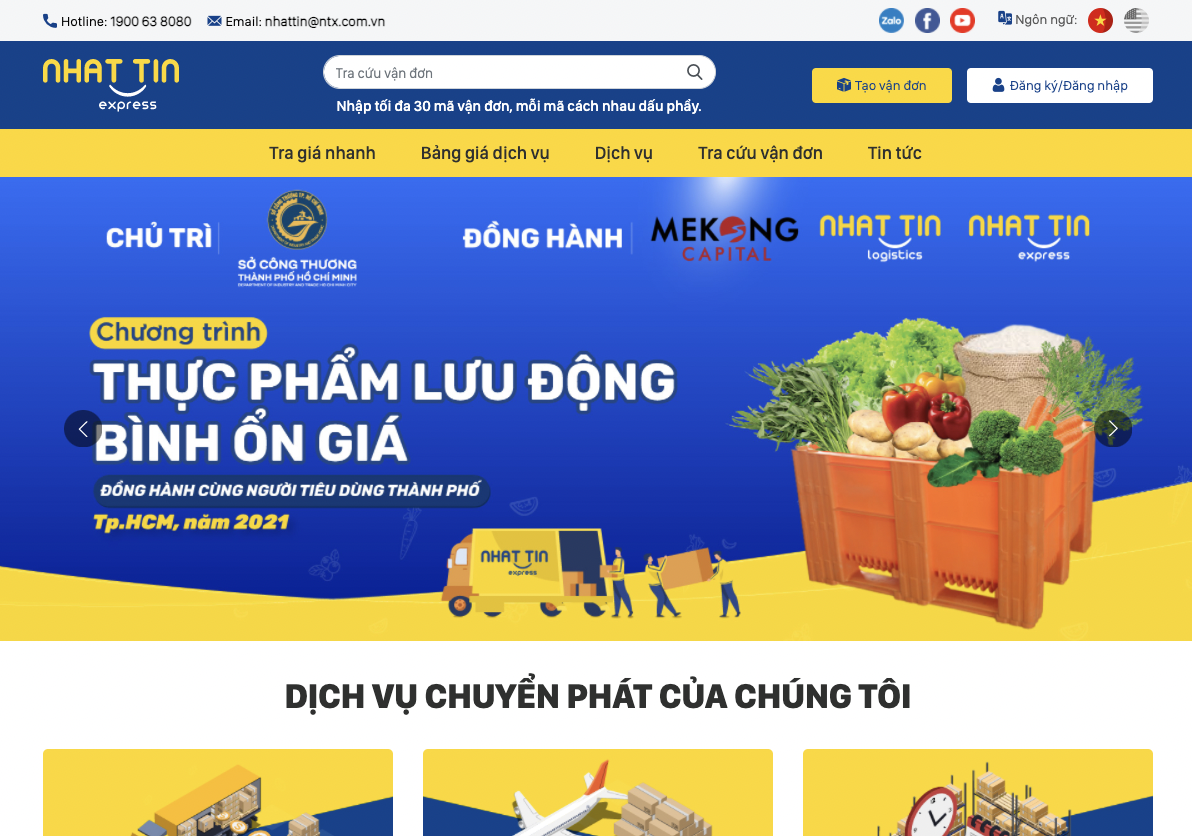 Hotline: 1900 63 8080
Email: nhattin@ntx.com.vn
Zalo
Ngôn ngữ:
NHAT TIN
express
Tra cứu vận đơn
Nhập tối đa 30 mã vận đơn, mỗi mã cách nhau dấu phẩy.
Tạo vận đơn
Đăng ký/Đăng nhập
Tra giá nhanh
Bảng giá dịch vụ
Dịch vụ
Tra cứu vận đơn
Tin tức
CHỦ TRÌ
SỞ CÔNG THƯƠNG
THÀNH PHỐ HỒ CHÍ MINH
DEPARTMENT OF INDUSTRY AND TRADE HO CHI MINH CITY
ĐỒNG HÀNH
MEKONG
CAPITAL
NHAT TIN
logistics
NHAT TIN
express
Chương trình
THỰC PHẨM LƯU ĐỘNG
BÌNH ỔN GIÁ
ĐỒNG HÀNH CÙNG NGƯỜI TIÊU DÙNG THÀNH PHỐ
Tp.HCM, năm 2021
NHAT TIN
express
DỊCH VỤ CHUYỂN PHÁT CỦA CHÚNG TÔI